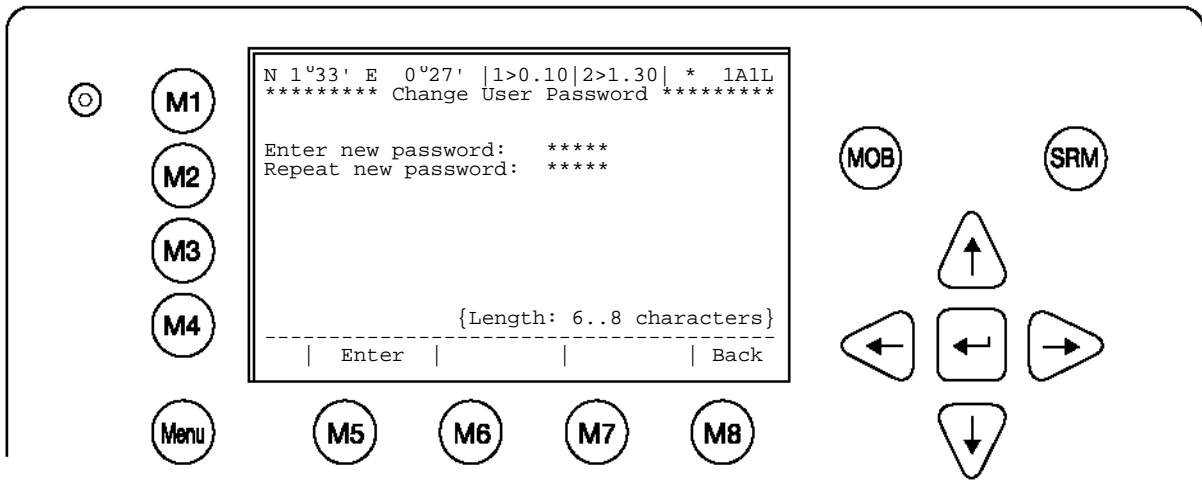 N 1°33' E 0°27' |1>0.10|2>1.30| * 1A1L
********* Change User Password *********
Enter new password: *****
Repeat new password: *****
{Length: 6..8 characters}
----------------------------------------
| Enter | | | Back
M1
M2
M3
M4
Menu
M5
M6
M7
M8
MOB
SRM